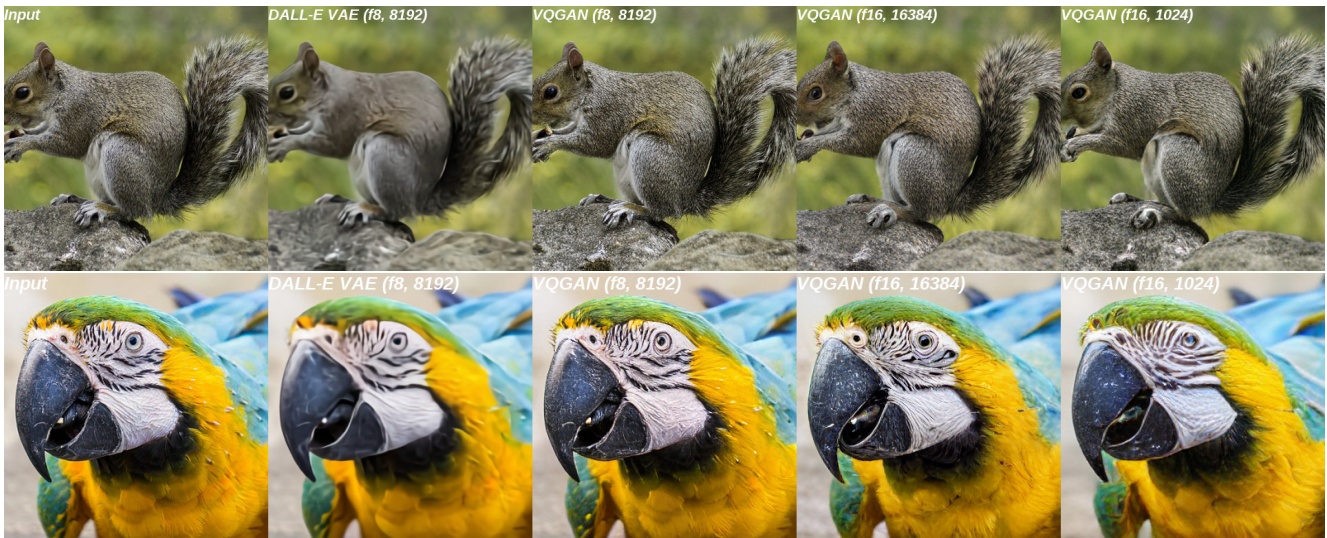 Input
DALL-E VAE (f8, 8192)
VQGAN (f8, 8192)
VQGAN (f16, 16384)
VQGAN (f16, 1024)
Input
DALL-E VAE (f8, 8192)
VQGAN (f8, 8192)
VQGAN (f16, 16384)
VQGAN (f16, 1024)